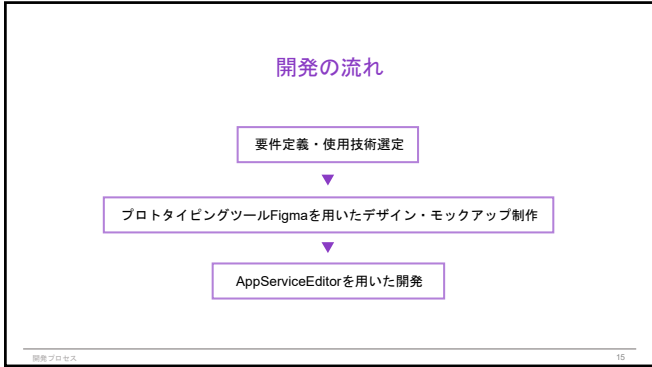 開発の流れ
要件定義・使用技術選定
プロトタイピングツールFigmaを用いたデザイン・モックアップ制作
AppServiceEditorを用いた開発
開発プロセス
15